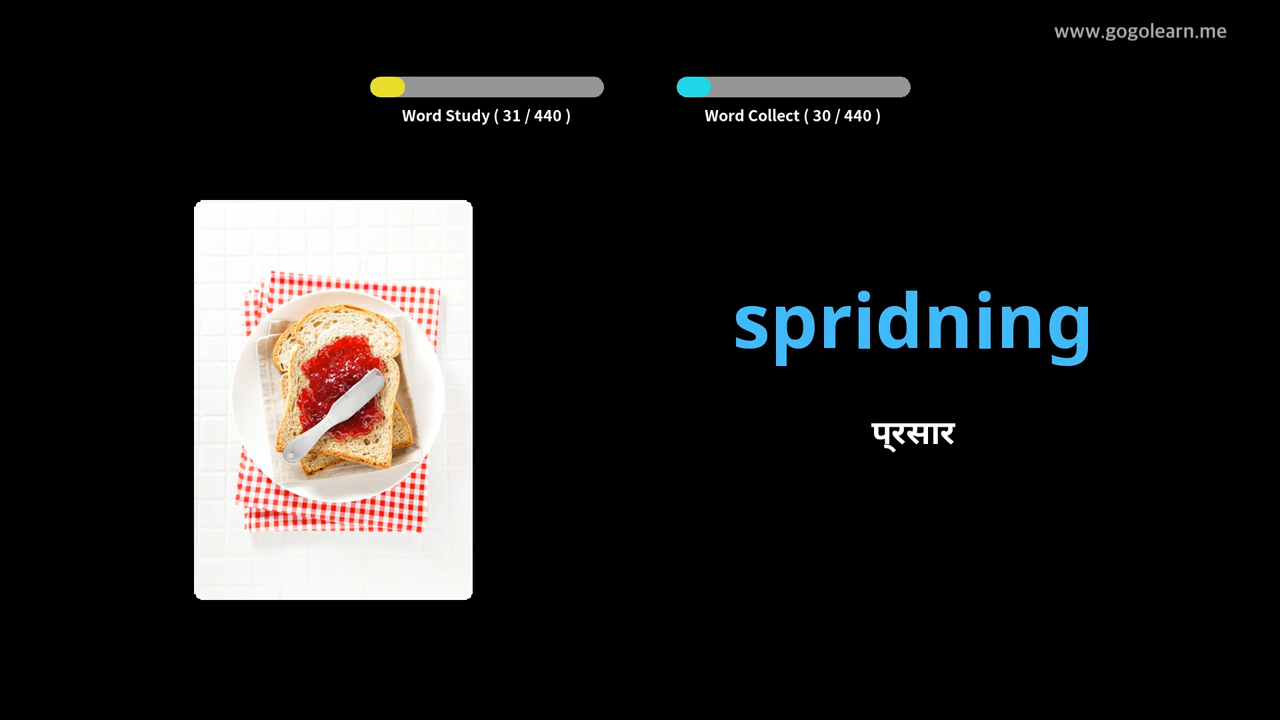 www.gogolearn.me
Word Study ( 31 / 440 )
Word Collect ( 30 / 440 )
spridning
प्रसार